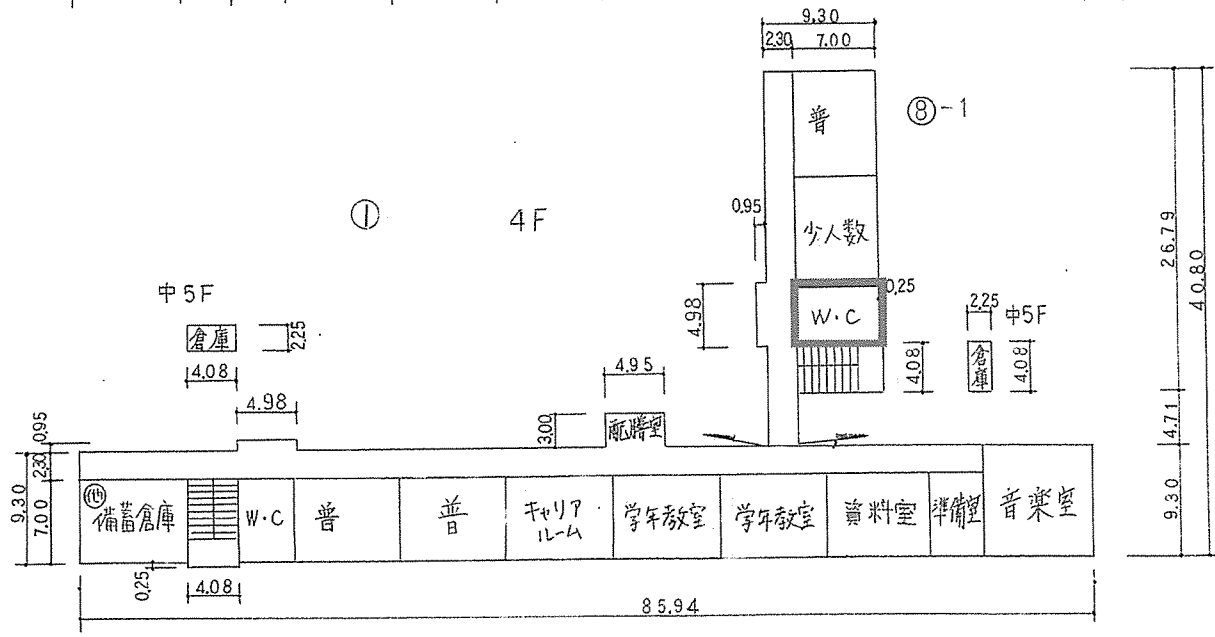 9.30
2.30 7.00
普
⑧-1
① 4F
0.95
少人数
26.79
40.80
中5F
倉庫
2.25
4.08
4.98
W・C
0.25
2.25
中5F
倉庫
4.08
4.08
4.95
4.98
3.00
配膳室
4.71
0.95
2.30
9.30
7.00
9.30
他
備蓄倉庫
W・C
普
普
キャリア
ルーム
学年教室
学年教室
資料室
準備室
音楽室
0.25
4.08
85.94